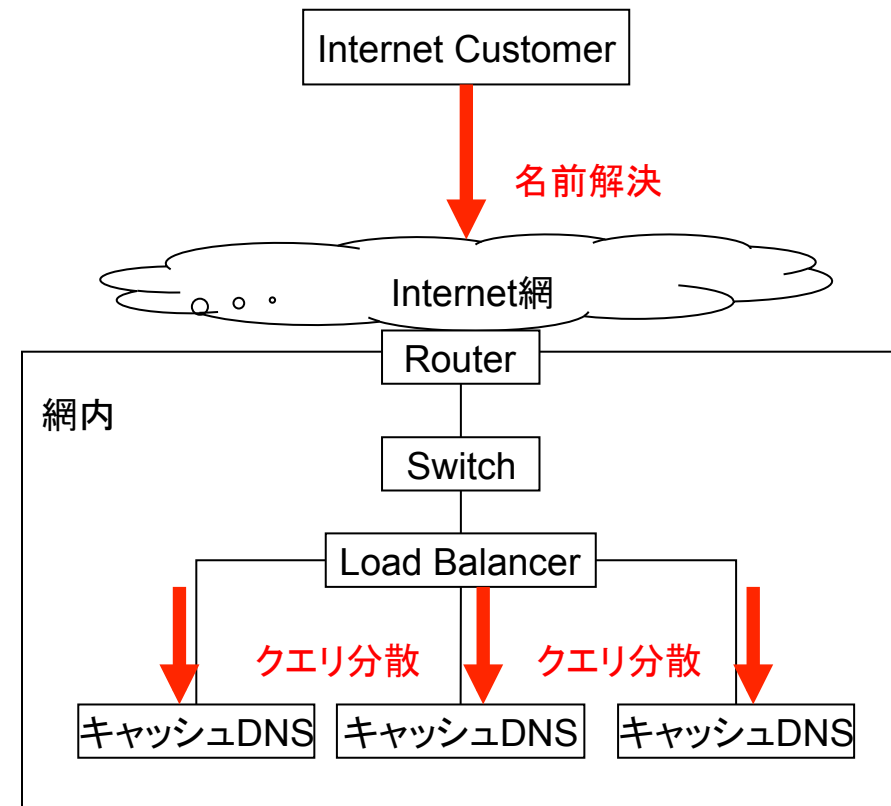 Internet Customer
名前解決
Internet網
Router
網内
Switch
Load Balancer
クエリ分散
クエリ分散
キャッシュDNS
キャッシュDNS
キャッシュDNS